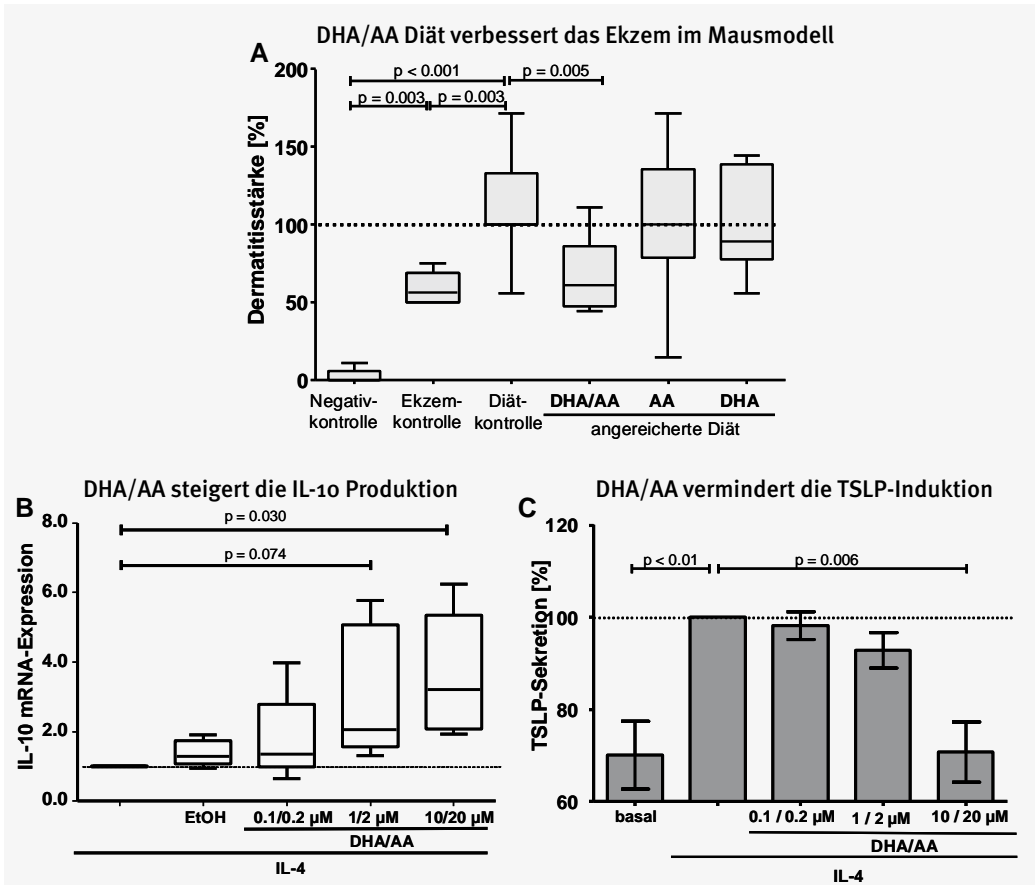 DHA/AA Diät verbessert das Ekzem im Mausmodell
A
Dermatitisstärke [%]
200
150
100
50
0
p < 0.001
p = 0.005
p = 0.003
p = 0.003
Negativ-
kontrolle
Ekzem-
kontrolle
Diät-
kontrolle
DHA/AA
AA
DHA
angereicherte Diät
DHA/AA steigert die IL-10 Produktion
B
IL-10 mRNA-Expression
8.0
6.0
4.0
2.0
0.0
p = 0.030
p = 0.074
EtOH
0.1/0.2 µM
1/2 µM
10/20 µM
DHA/AA
IL-4
DHA/AA vermindert die TSLP-Induktion
C
TSLP-Sekretion [%]
120
100
80
60
p < 0.01
p = 0.006
basal
0.1 / 0.2 µM
1 / 2 µM
10 / 20 µM
DHA/AA
IL-4